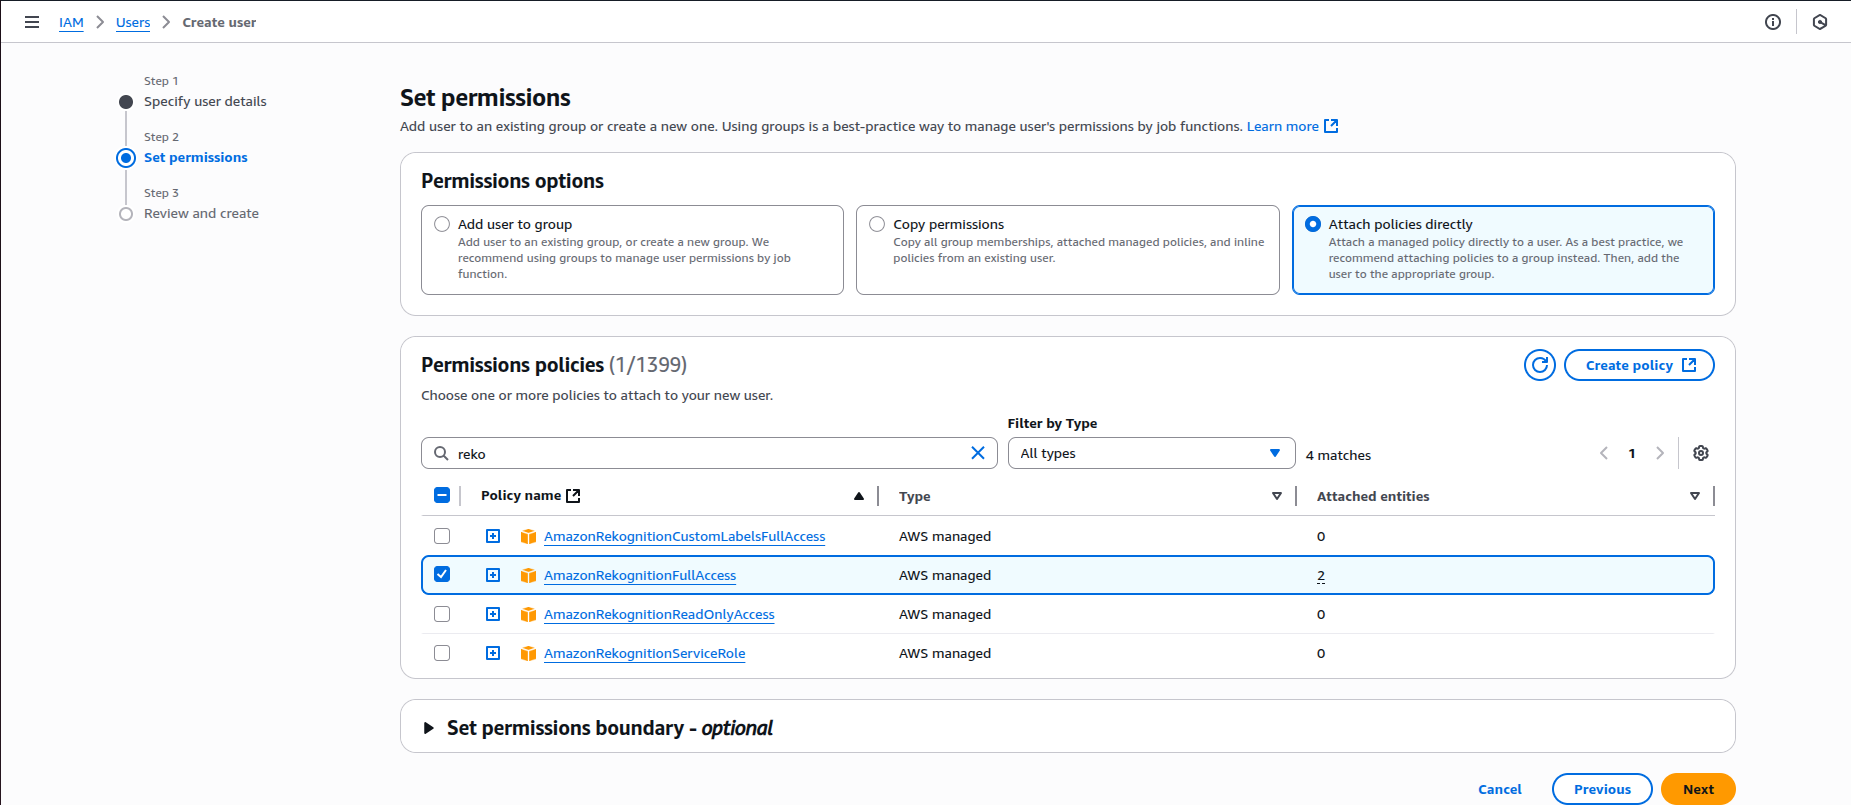 IAM > Users > Create user
Step 1
Specify user details
Step 2
Set permissions
Step 3
Review and create
Set permissions
Add user to an existing group or create a new one. Using groups is a best-practice way to manage user's permissions by job functions. Learn more
Permissions options
Add user to group
Add user to an existing group, or create a new group. We
recommend using groups to manage user permissions by job
function.
Copy permissions
Copy all group memberships, attached managed policies, and inline
policies from an existing user.
Attach policies directly
Attach a managed policy directly to a user. As a best practice, we
recommend attaching policies to a group instead. Then, add the
user to the appropriate group.
Permissions policies (1/1399)
Create policy
Choose one or more policies to attach to your new user.
Filter by Type
reko
All types
4 matches
1
Policy name Type Attached entities
AmazonRekognitionCustomLabelsFullAccess AWS managed 0
AmazonRekognitionFullAccess AWS managed 2
AmazonRekognitionReadOnlyAccess AWS managed 0
AmazonRekognitionServiceRole AWS managed 0
Set permissions boundary - optional
Cancel Previous Next